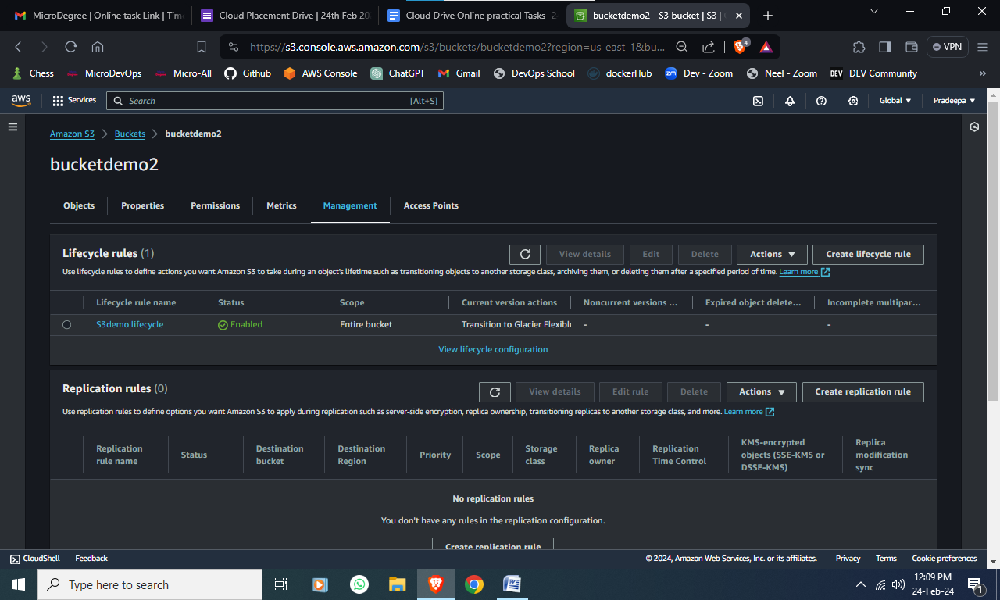 MicroDegree | Online task Link | Tim
Cloud Placement Drive | 24th Feb 20
Cloud Drive Online practical Tasks- 2
bucketdemo2 - S3 bucket | S3 |
https://s3.console.aws.amazon.com/s3/buckets/bucketdemo2?region=us-east-1&bu...
4
VPN
Chess
MicroDevOps
Micro-All
Github
AWS Console
ChatGPT
Gmail
DevOps School
dockerHub
zm Dev - Zoom
Neel - Zoom
DEV DEV Community
»
aws
Services
Search
[Alt+S]
Global
Pradeepa
Amazon S3
Buckets
bucketdemo2
bucketdemo2
Objects
Properties
Permissions
Metrics
Management
Access Points
Lifecycle rules (1)
View details
Edit
Delete
Actions
Create lifecycle rule
Use lifecycle rules to define actions you want Amazon S3 to take during an object's lifetime such as transitioning objects to another storage class, archiving them, or deleting them after a specified period of time. Learn more
Lifecycle rule name
Status
Scope
Current version actions
Noncurrent versions ...
Expired object delete...
Incomplete multipar...
S3demo lifecycle
Enabled
Entire bucket
Transition to Glacier Flexible
-
-
-
View lifecycle configuration
Replication rules (0)
View details
Edit rule
Delete
Actions
Create replication rule
Use replication rules to define options you want Amazon S3 to apply during replication such as server-side encryption, replica ownership, transitioning replicas to another storage class, and more. Learn more
Replication
rule name
Status
Destination
bucket
Destination
Region
Priority
Scope
Storage
class
Replica
owner
Replication
Time Control
KMS-encrypted
objects (SSE-KMS or
DSSE-KMS)
Replica
modification
sync
No replication rules
You don't have any rules in the replication configuration.
Create replication rule
CloudShell
Feedback
© 2024, Amazon Web Services, Inc. or its affiliates.
Privacy
Terms
Cookie preferences
Type here to search
12:09 PM
24-Feb-24
1